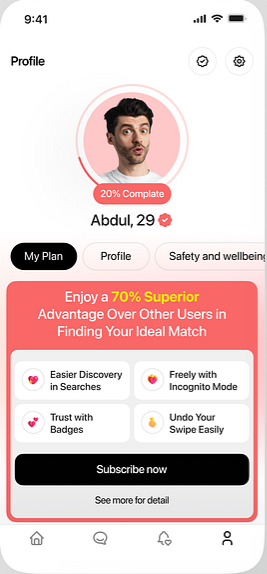 9:41
Profile
20% Complate
Abdul, 29
My Plan
Profile
Safety and wellbeing
Enjoy a 70% Superior
Advantage Over Other Users in
Finding Your Ideal Match
Easier Discovery
in Searches
Freely with
Incognito Mode
Trust with
Badges
Undo Your
Swipe Easily
Subscribe now
See more for detail